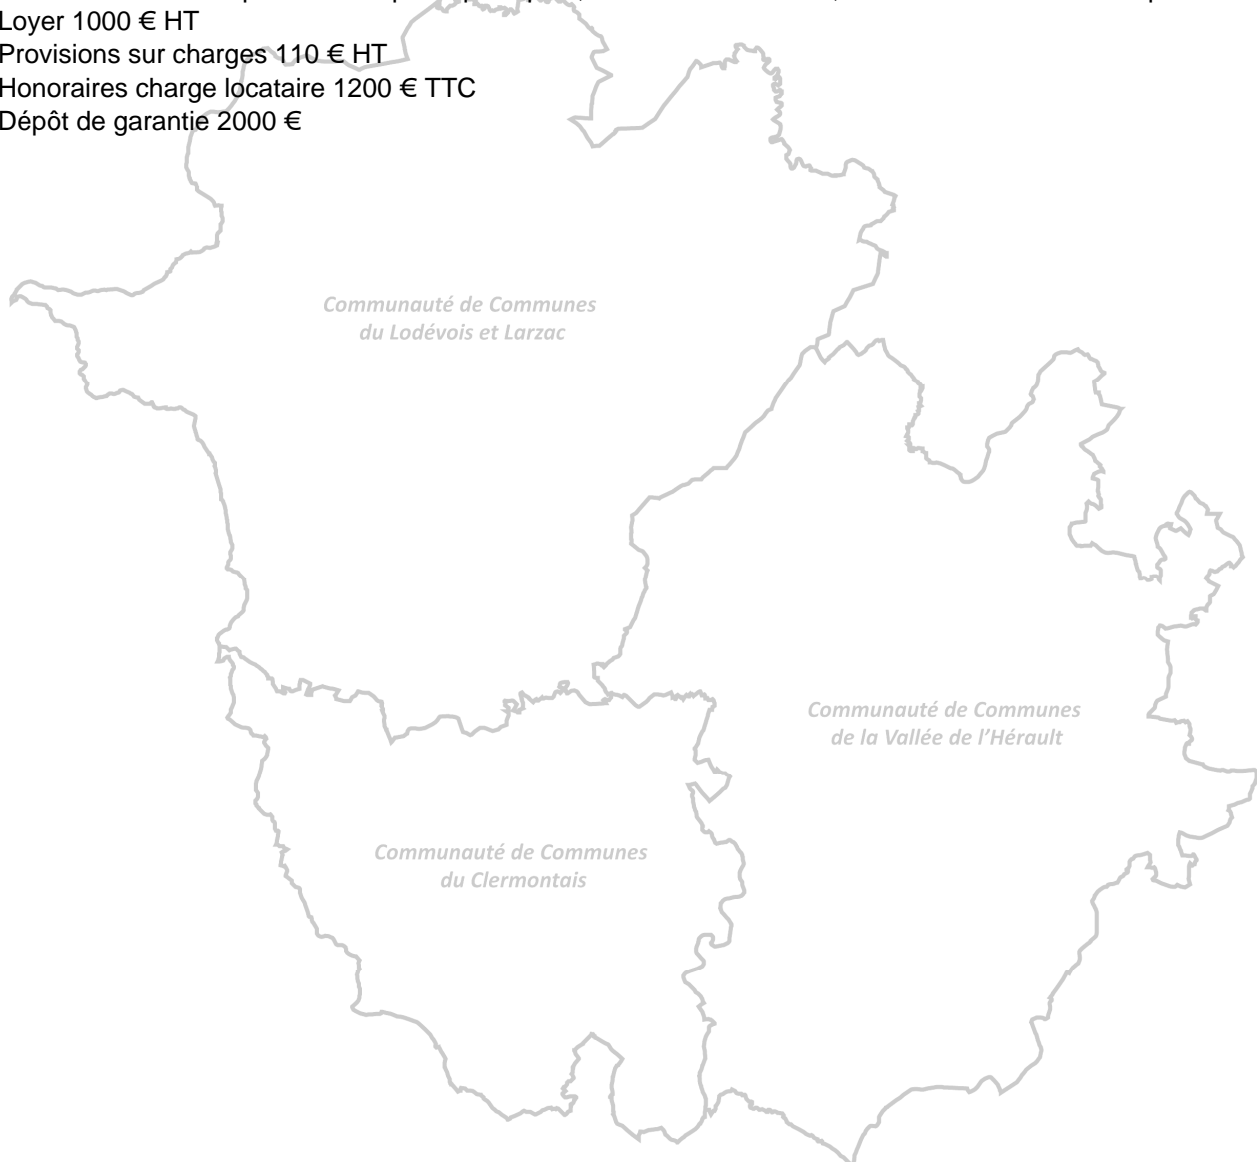 Loyer 1000 € HT
Provisions sur charges 110 € HT
Honoraires charge locataire 1200 € TTC
Dépôt de garantie 2000 €
Communauté de Communes
du Lodévois et Larzac
Communauté de Communes
de la Vallée de l’Hérault
Communauté de Communes
du Clermontais